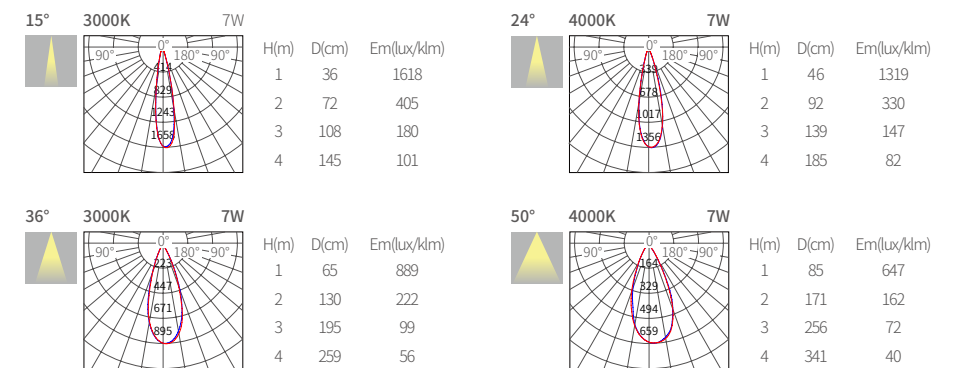 15° 3000K 7W
0°
90° 180° 90°
414
829
1243
1658
H(m) D(cm) Em(lux/klm)
1 36 1618
2 72 405
3 108 180
4 145 101
24° 4000K 7W
0°
90° 180° 90°
339
678
1017
1356
H(m) D(cm) Em(lux/klm)
1 46 1319
2 92 330
3 139 147
4 185 82
36° 3000K 7W
0°
90° 180° 90°
223
447
671
895
H(m) D(cm) Em(lux/klm)
1 65 889
2 130 222
3 195 99
4 259 56
50° 4000K 7W
0°
90° 180° 90°
164
329
494
659
H(m) D(cm) Em(lux/klm)
1 85 647
2 171 162
3 256 72
4 341 40